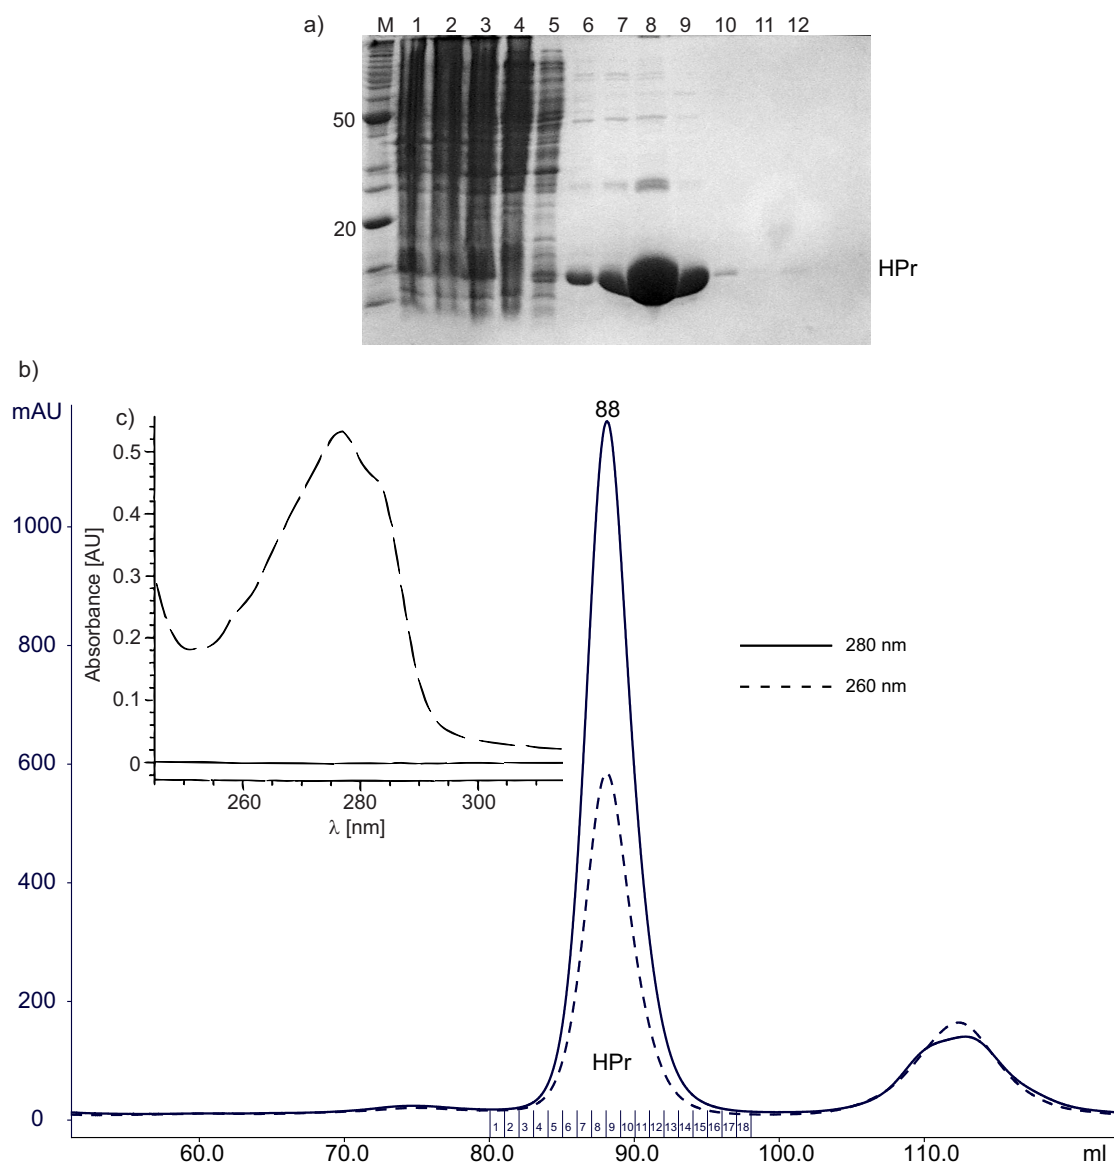 a) M 1 2 3 4 5 6 7 8 9 10 11 12
50
20
HPr
b)
mAU
88
c)
0.5
0.4
0.3
0.2
0.1
0
Absorbance [AU]
260 280 300
λ [nm]
1000
800
600
400
200
0
280 nm
260 nm
HPr
1 2 3 4 5 6 7 8 9 10 11 12 13 14 15 16 17 18
60.0 70.0 80.0 90.0 100.0 110.0 ml